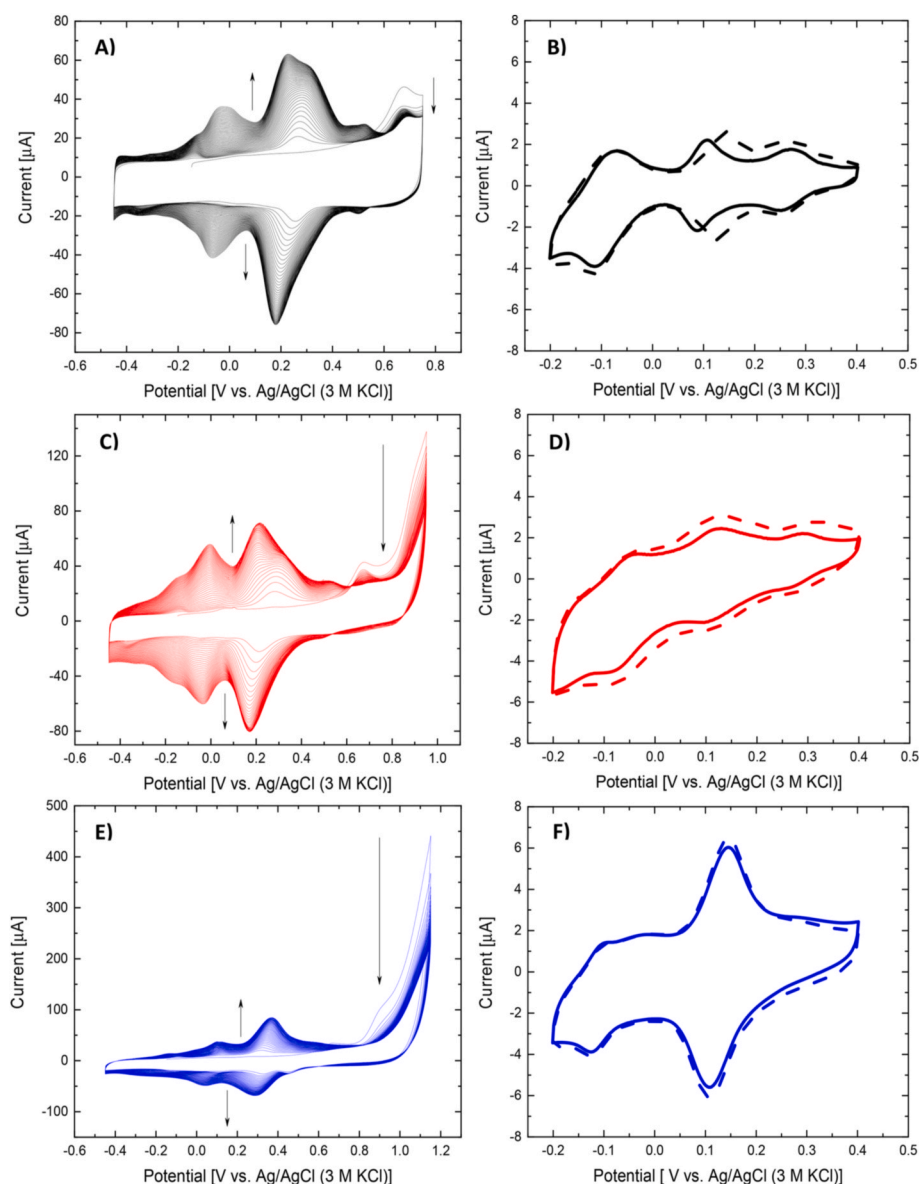 A)
80
60
40
20
0
-20
-40
-60
-80
Current [µA]
-0.6 -0.4 -0.2 0.0 0.2 0.4 0.6 0.8
Potential [V vs. Ag/AgCl (3 M KCl)]
B)
8
6
4
2
0
-2
-4
-6
-8
Current [µA]
-0.2 -0.1 0.0 0.1 0.2 0.3 0.4 0.5
Potential [V vs. Ag/AgCl (3 M KCl)]
C)
120
80
40
0
-40
-80
Current [µA]
-0.6 -0.4 -0.2 0.0 0.2 0.4 0.6 0.8 1.0
Potential [V vs. Ag/AgCl (3 M KCl)]
D)
8
6
4
2
0
-2
-4
-6
-8
Current [µA]
-0.2 -0.1 0.0 0.1 0.2 0.3 0.4 0.5
Potential [ V vs. Ag/AgCl (3 M KCl)]
E)
500
400
300
200
100
0
-100
Current [µA]
-0.6 -0.4 -0.2 0.0 0.2 0.4 0.6 0.8 1.0 1.2
Potential [V vs. Ag/AgCl (3 M KCl)]
F)
8
6
4
2
0
-2
-4
-6
-8
Current [µA]
-0.2 -0.1 0.0 0.1 0.2 0.3 0.4 0.5
Potential [ V vs. Ag/AgCl (3 M KCl)]